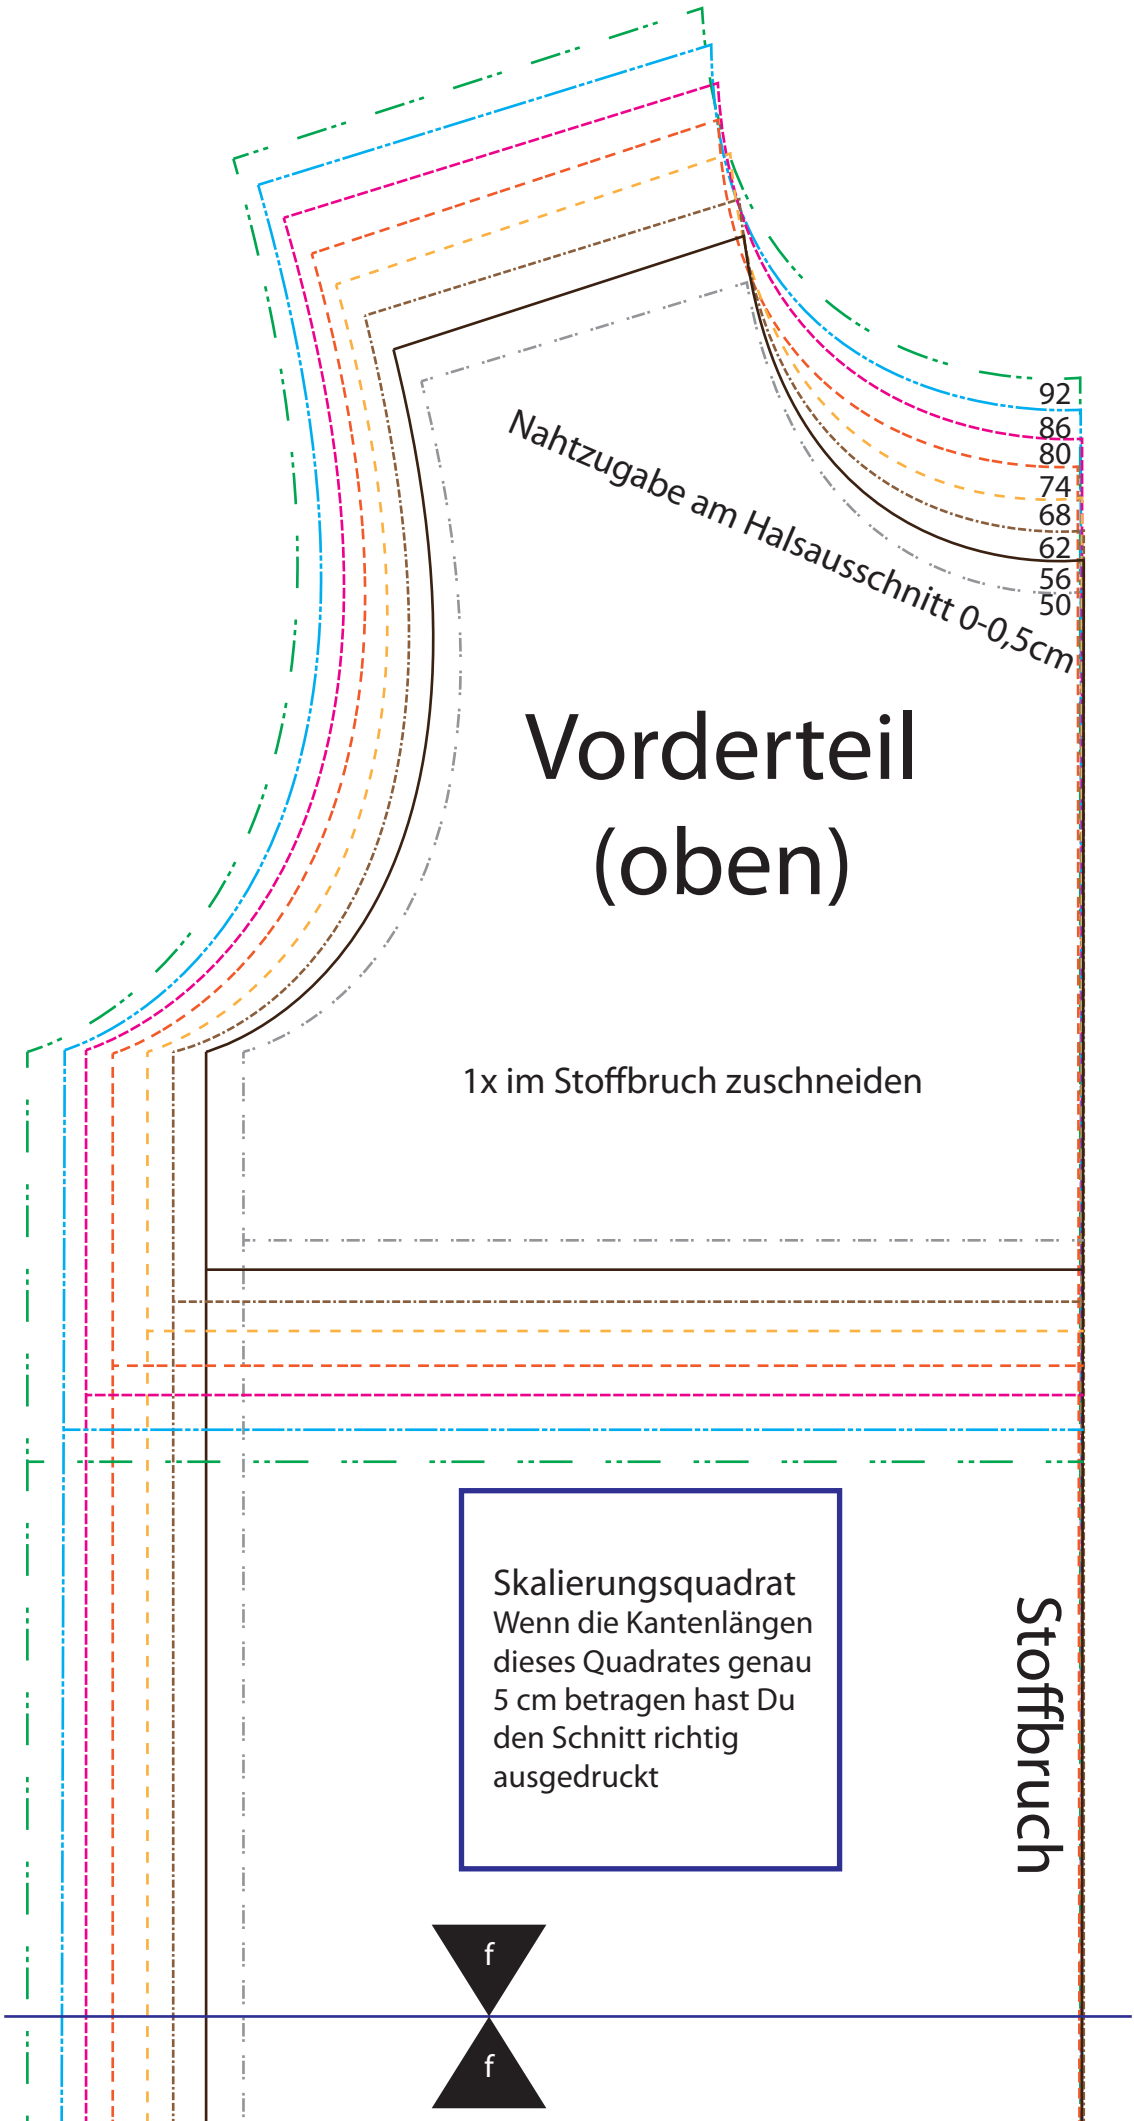 92
86
80
74
68
62
56
50
Nahtzugabe am Halsausschnitt 0-0,5cm
Vorderteil
(oben)
1x im Stoffbruch zuschneiden
Skalierungsquadrat
Wenn die Kantenlängen
dieses Quadrates genau
5 cm betragen hast Du
den Schnitt richtig
ausgedruckt
Stoffbruch
f
f